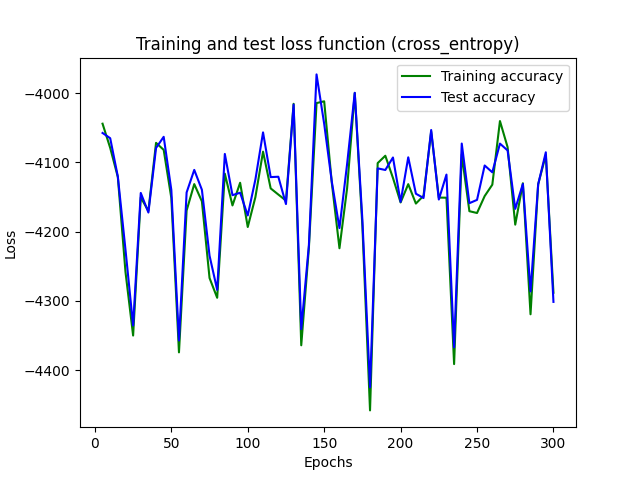 Training and test loss function (cross_entropy)
Training accuracy
Test accuracy
−4000
−4100
−4200
−4300
−4400
Loss
0
50
100
150
200
250
300
Epochs